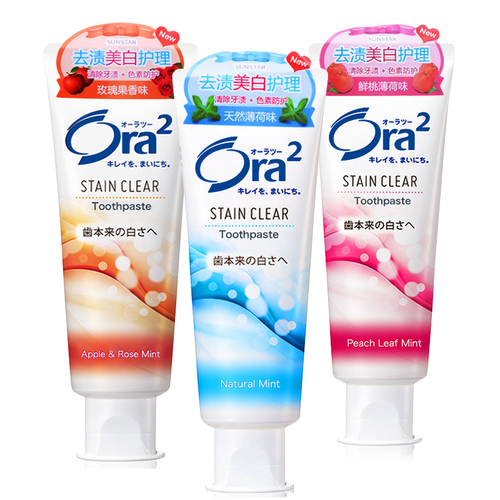 SUNSTAR
New
去渍美白护理
清除牙渍 + 色素防护
玫瑰果香味
オーラツー
Ora2
キレイを、まいにち。
STAIN CLEAR
Toothpaste
歯本来の白さへ
Apple & Rose Mint
SUNSTAR
New
去渍美白护理
清除牙渍 + 色素防护
天然薄荷味
オーラツー
Ora2
キレイを、まいにち。
STAIN CLEAR
Toothpaste
歯本来の白さへ
Natural Mint
SUNSTAR
New
去渍美白护理
清除牙渍 + 色素防护
鲜桃薄荷味
オーラツー
Ora2
キレイを、まいにち。
STAIN CLEAR
Toothpaste
歯本来の白さへ
Peach Leaf Mint